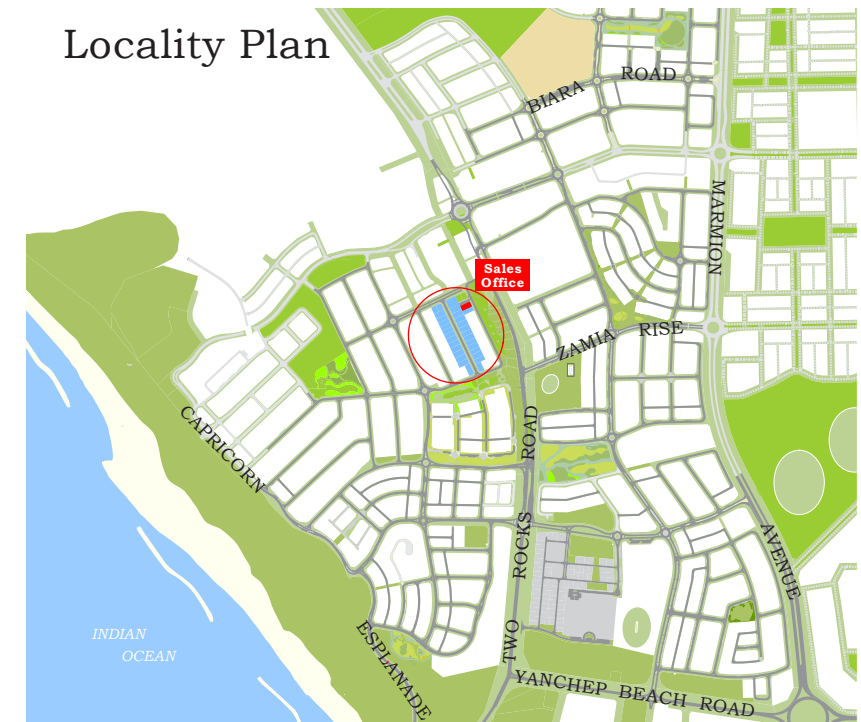 Locality Plan
BIARA ROAD
MARMION
Sales
Office
ZAMIA RISE
CAPRICORN
ROAD
ROCKS
AVENUE
INDIAN
OCEAN
ESPLANADE
TWO
YANCHEP BEACH ROAD